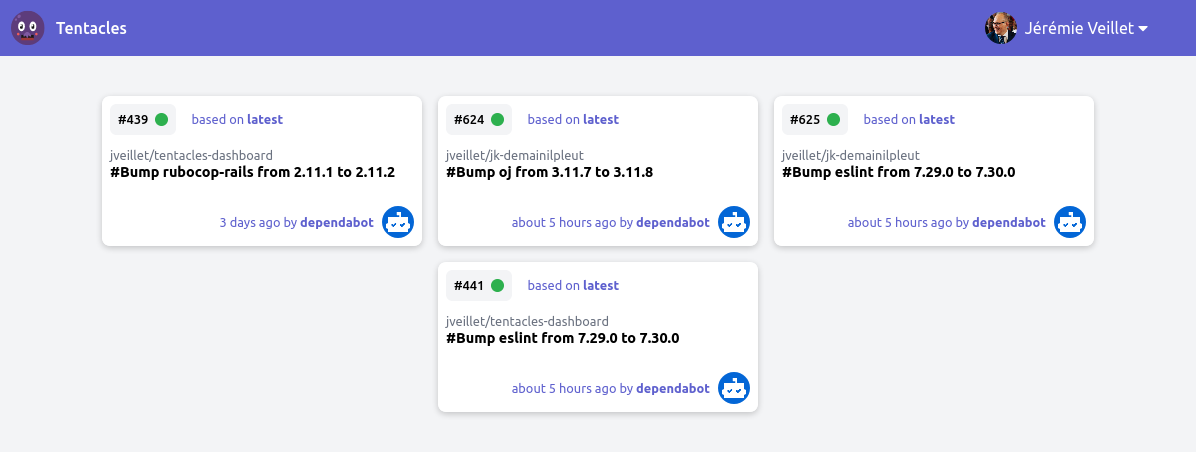 Tentacles
Jérémie Veillet
#439 based on latest
jveillet/tentacles-dashboard
#Bump rubocop-rails from 2.11.1 to 2.11.2
3 days ago by dependabot
#624 based on latest
jveillet/jk-demainilpleut
#Bump oj from 3.11.7 to 3.11.8
about 5 hours ago by dependabot
#625 based on latest
jveillet/jk-demainilpleut
#Bump eslint from 7.29.0 to 7.30.0
about 5 hours ago by dependabot
#441 based on latest
jveillet/tentacles-dashboard
#Bump eslint from 7.29.0 to 7.30.0
about 5 hours ago by dependabot